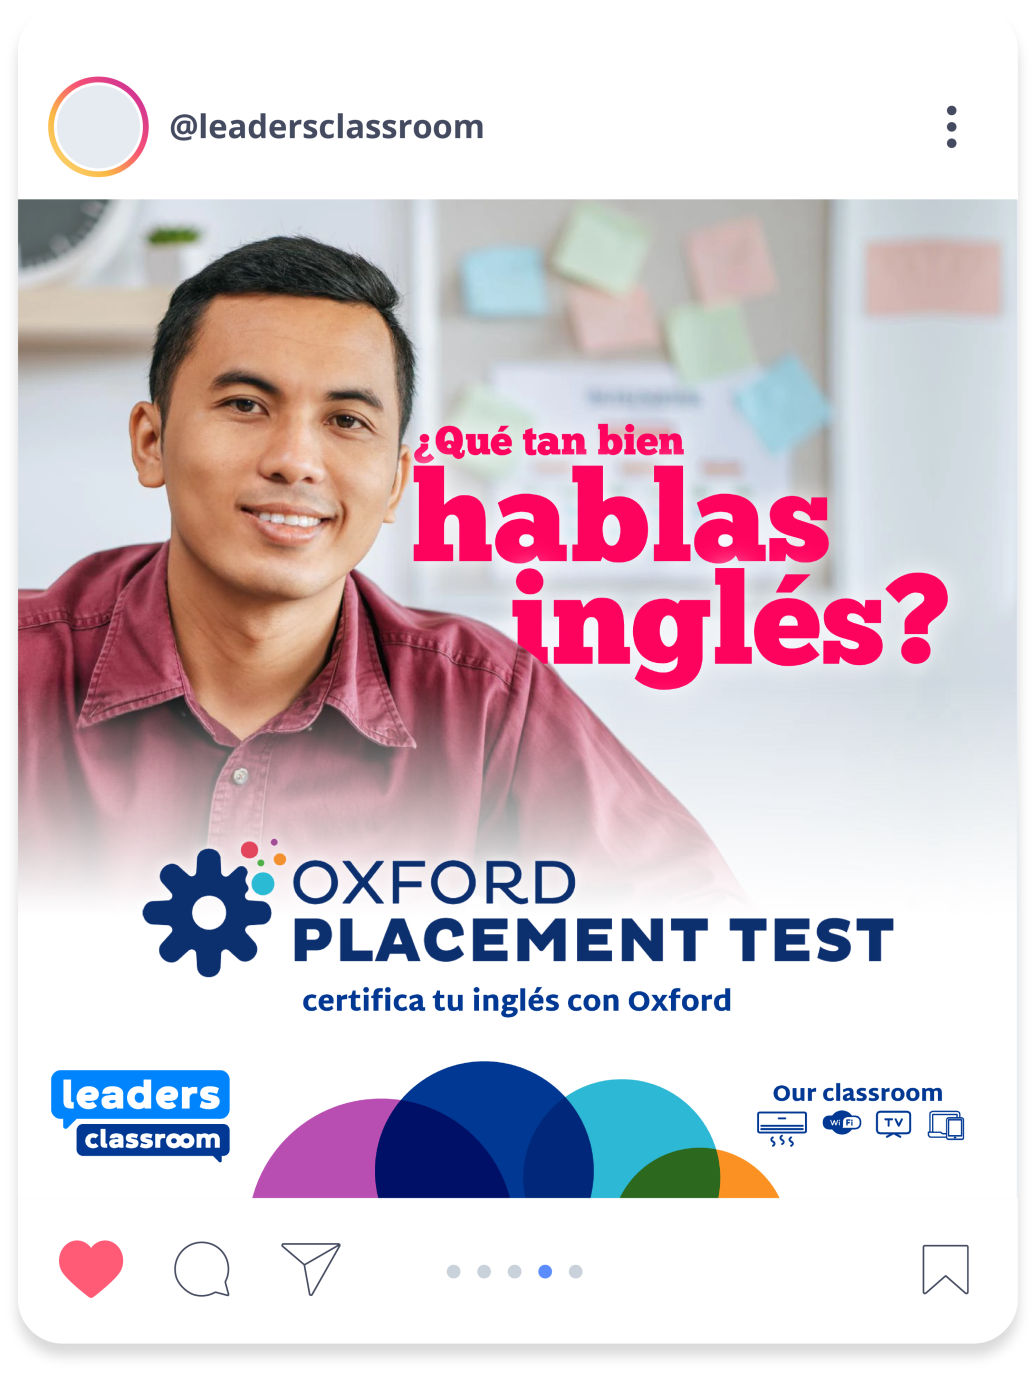 @leadersclassroom
¿Qué tan bien
hablas
inglés?
OXFORD
PLACEMENT TEST
certifica tu inglés con Oxford
leaders
classroom
Our classroom
Wi Fi
TV